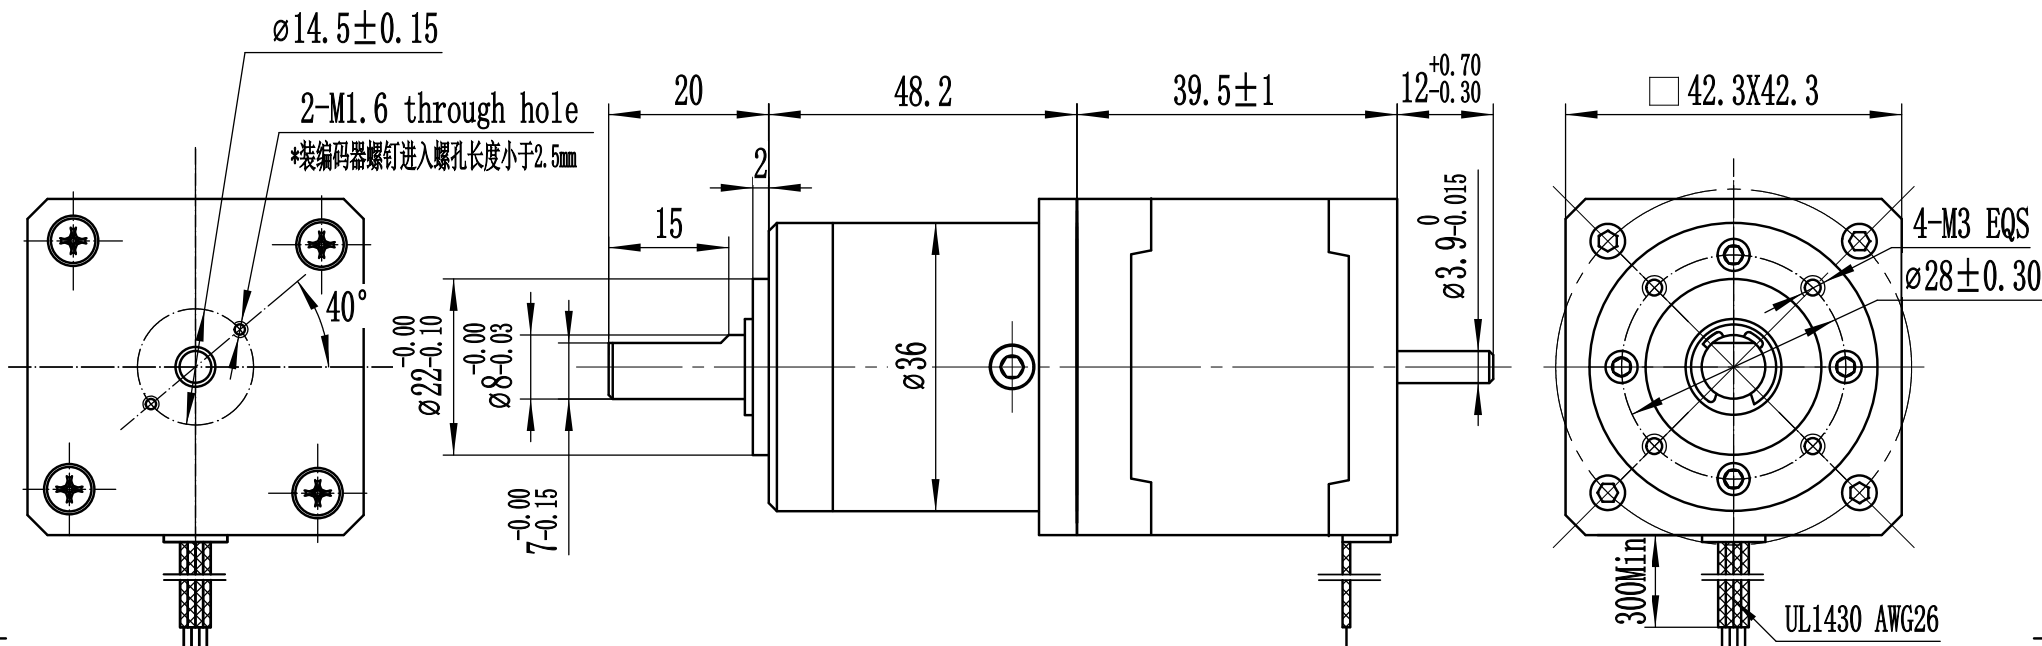 ø14.5±0.15
2-M1.6 through hole
*装编码器螺钉进入螺孔长度小于2.5mm
40°
20
48.2
39.5±1
12+0.70-0.30
2
15
ø22-0.00-0.10
ø8-0.00-0.03
7-0.00-0.15
ø36
ø3.9 0-0.015
□ 42.3X42.3
4-M3 EQS
ø28±0.30
300Min
UL1430 AWG26